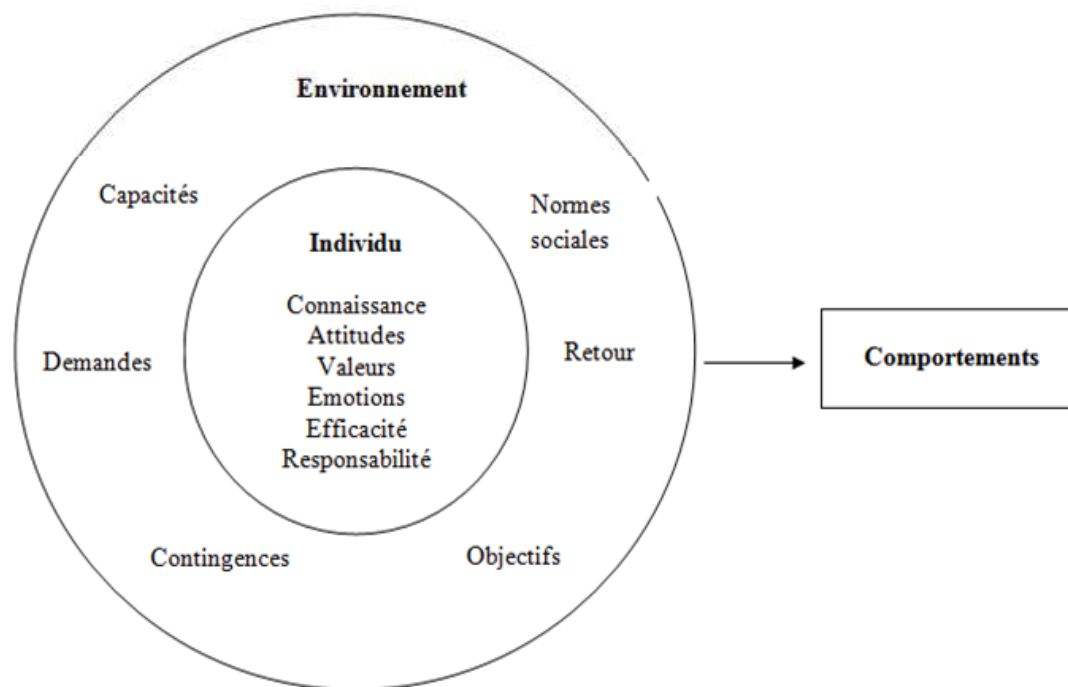 Environnement
Capacités
Normes
sociales
Individu
Connaissance
Attitudes
Valeurs
Emotions
Efficacité
Responsabilité
Demandes
Retour
Comportements
Contingences
Objectifs